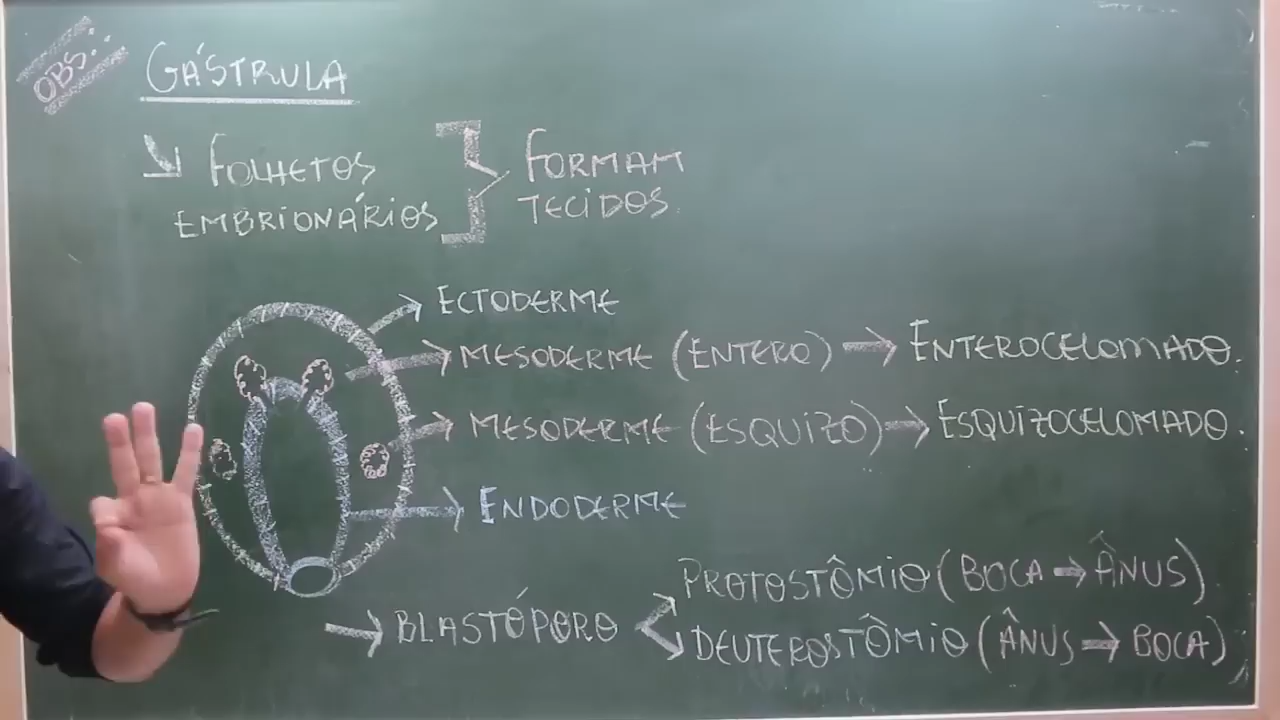 OBS:
GÁSTRULA
FOLHETOS
EMBRIONÁRIOS
FORMAM
TECIDOS.
ECTODERME
MESODERME (ENTERO) → ENTEROCELOMADO.
MESODERME (ESQUIZO) → ESQUIZOCELOMADO.
ENDODERME
→ BLASTÓPORO
PROTOSTÔMIO (BOCA → ÂNUS).
DEUTEROSTÔMIO (ÂNUS → BOCA)